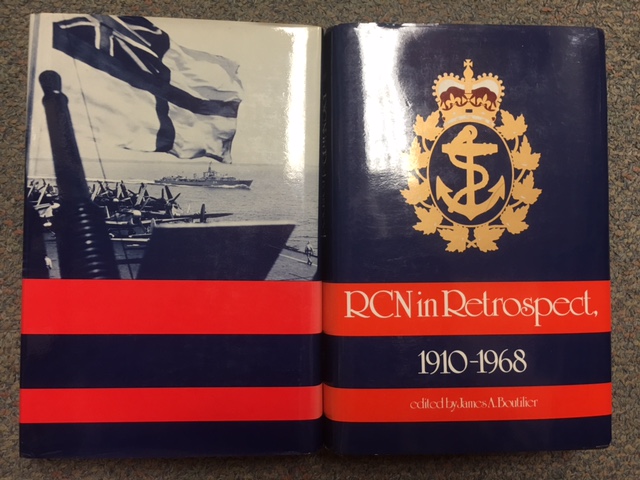 RCN in Retrospect,
1910-1968
edited by James A. Boutilier